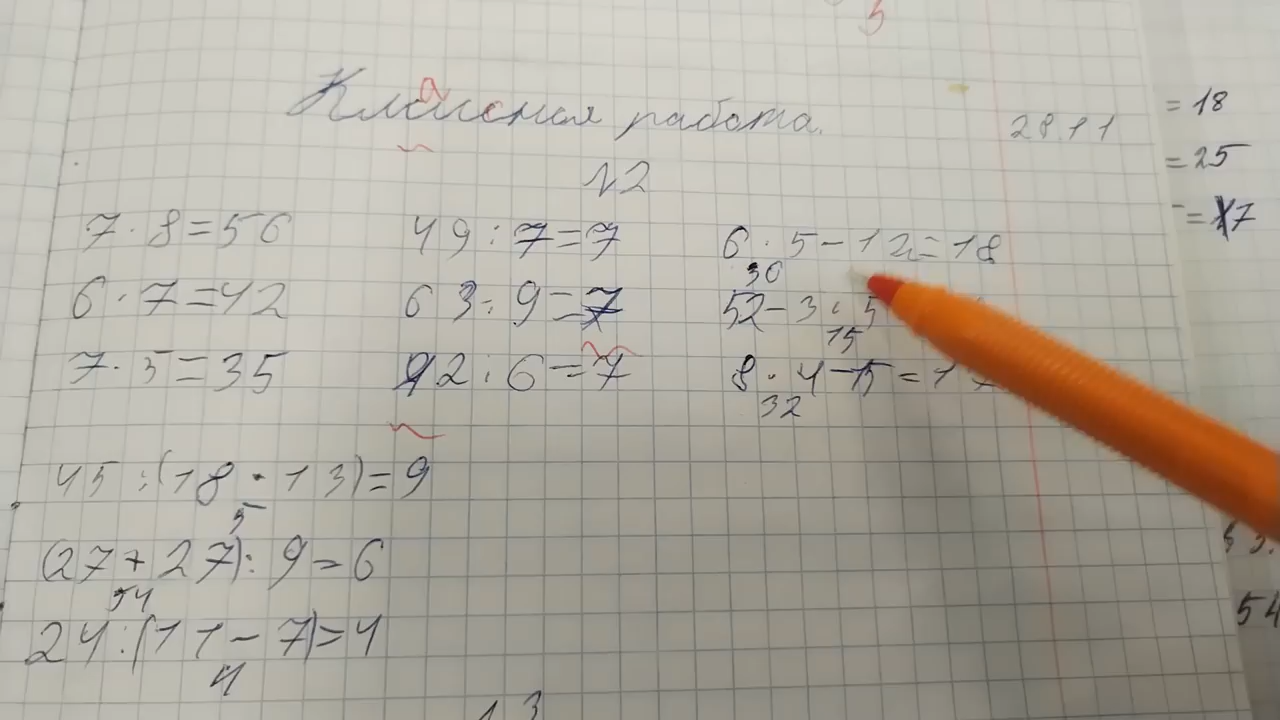 5
Классная работа.
28 11
№2
7 · 8 = 56
6 · 7 = 42
7 · 5 = 35
49 : 7 = 7
63 : 9 = 7
42 : 6 = 7
6 · 5 - 12 = 18
30
52 - 3 · 5
15
8 · 4 - 15 = 17
32
45 : (18 - 13) = 9
5
(27 + 27) : 9 = 6
54
24 : (11 - 7) = 4
4
= 18
= 25
= 17
54